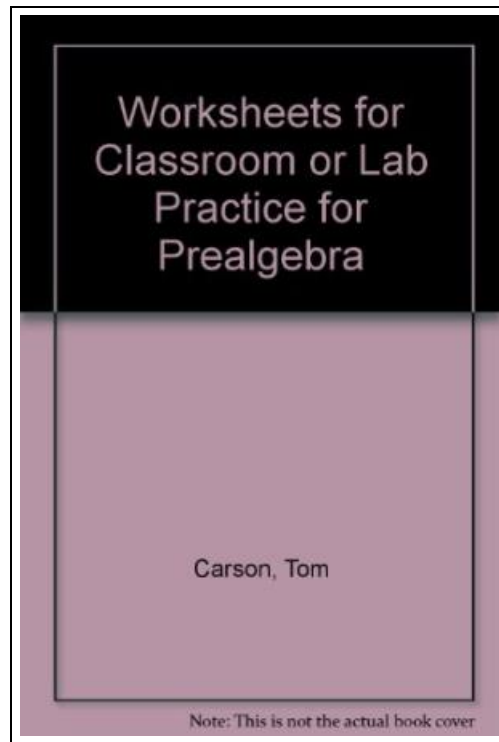 Worksheets for
Classroom or Lab
Practice for
Prealgebra
Carson, Tom
Note: This is not the actual book cover